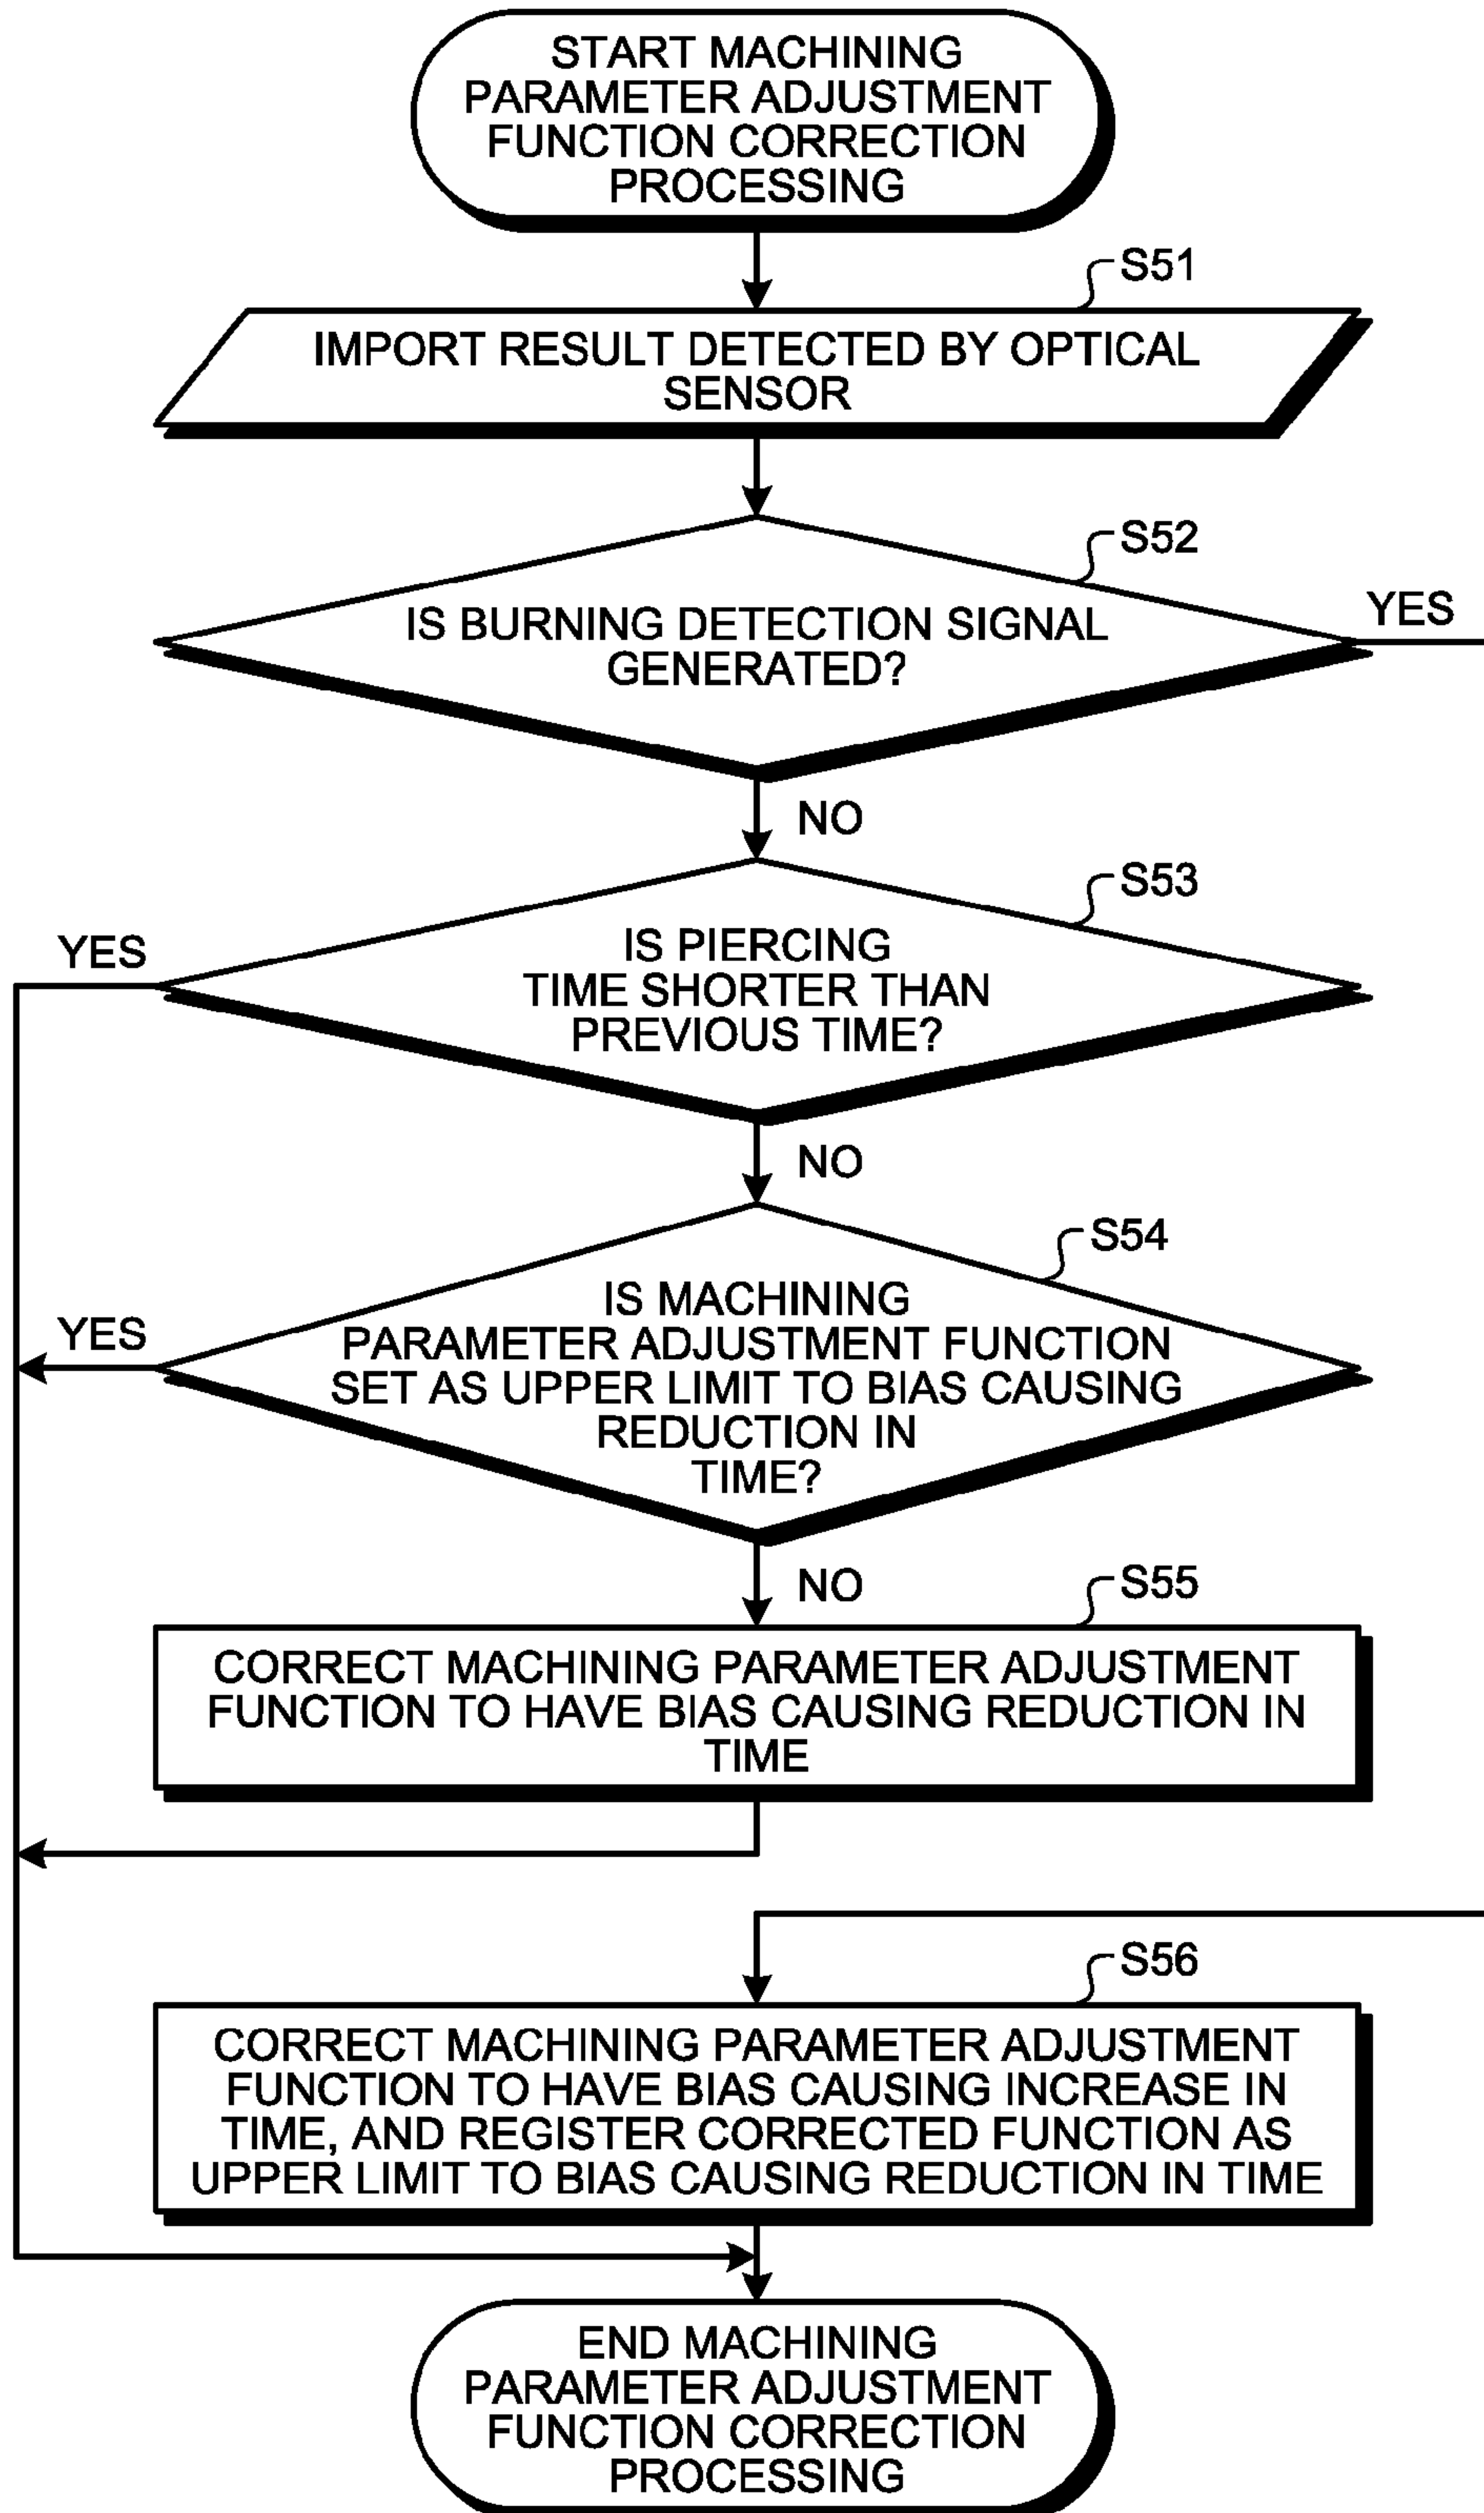 START MACHINING
PARAMETER ADJUSTMENT
FUNCTION CORRECTION
PROCESSING
S51
IMPORT RESULT DETECTED BY OPTICAL
SENSOR
S52
YES
IS BURNING DETECTION SIGNAL
GENERATED?
NO
S53
YES
IS PIERCING
TIME SHORTER THAN
PREVIOUS TIME?
NO
S54
YES
IS MACHINING
PARAMETER ADJUSTMENT FUNCTION
SET AS UPPER LIMIT TO BIAS CAUSING
REDUCTION IN
TIME?
NO
S55
CORRECT MACHINING PARAMETER ADJUSTMENT
FUNCTION TO HAVE BIAS CAUSING REDUCTION IN
TIME
S56
CORRECT MACHINING PARAMETER ADJUSTMENT
FUNCTION TO HAVE BIAS CAUSING INCREASE IN
TIME, AND REGISTER CORRECTED FUNCTION AS
UPPER LIMIT TO BIAS CAUSING REDUCTION IN TIME
END MACHINING
PARAMETER ADJUSTMENT
FUNCTION CORRECTION
PROCESSING